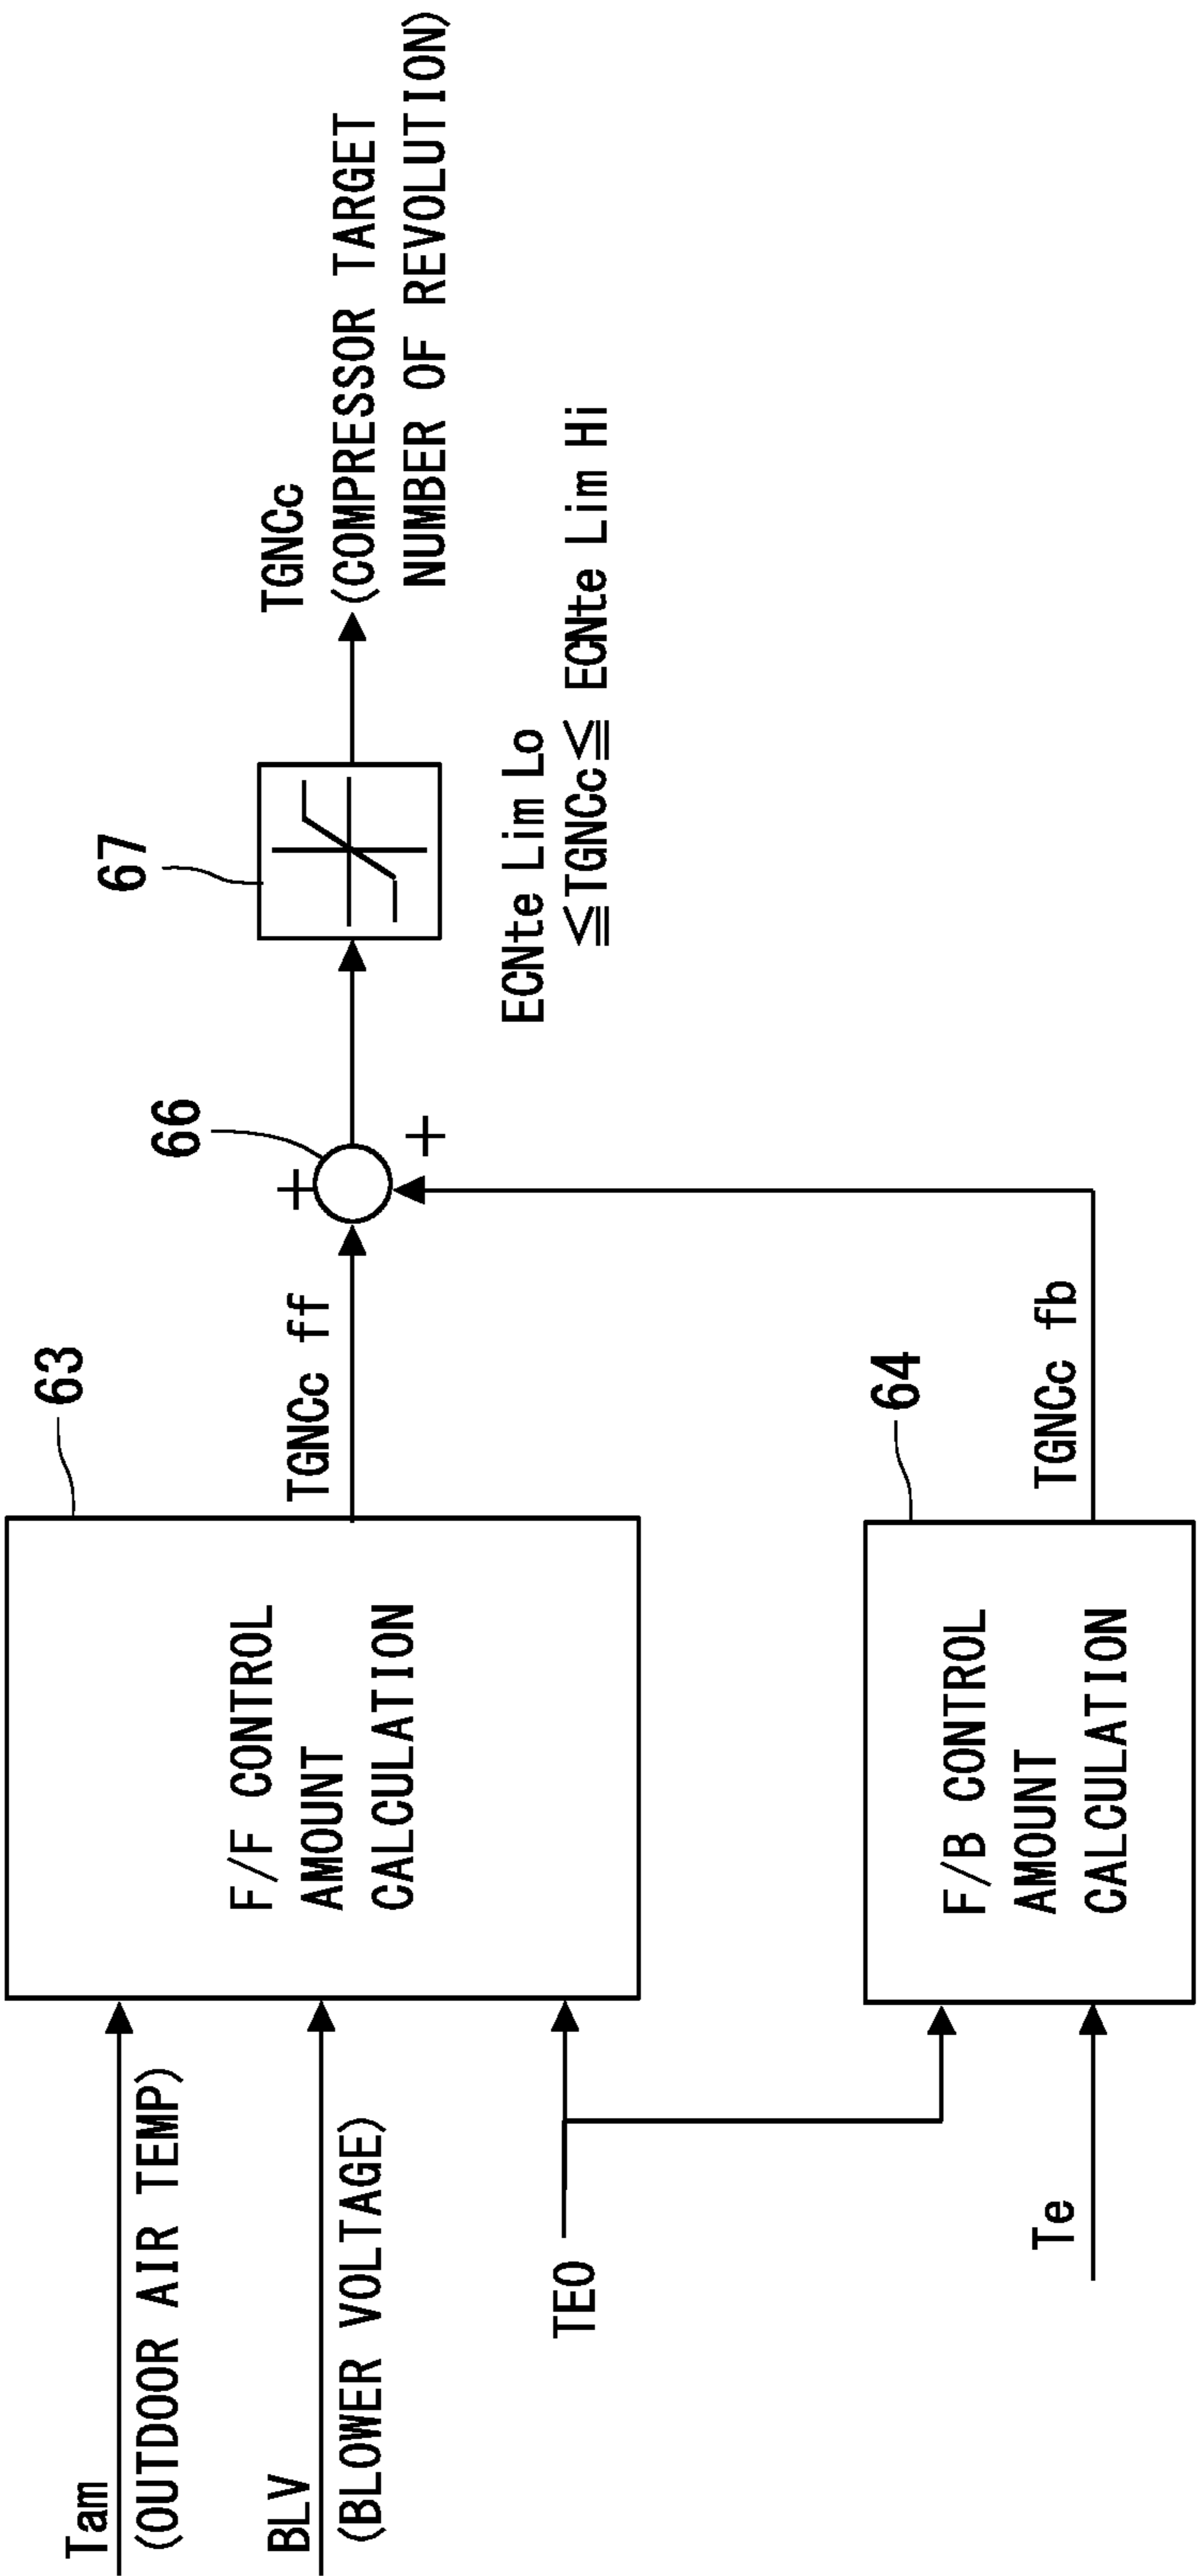 Tam
(OUTDOOR AIR TEMP)
BLV
(BLOWER VOLTAGE)
TEO
Te
63
F/F CONTROL
AMOUNT
CALCULATION
64
F/B CONTROL
AMOUNT
CALCULATION
TGNCc ff
TGNCc fb
66
+
+
67
ECNte Lim Lo
≦TGNCc≦ ECNte Lim Hi
TGNCc
(COMPRESSOR TARGET
NUMBER OF REVOLUTION)